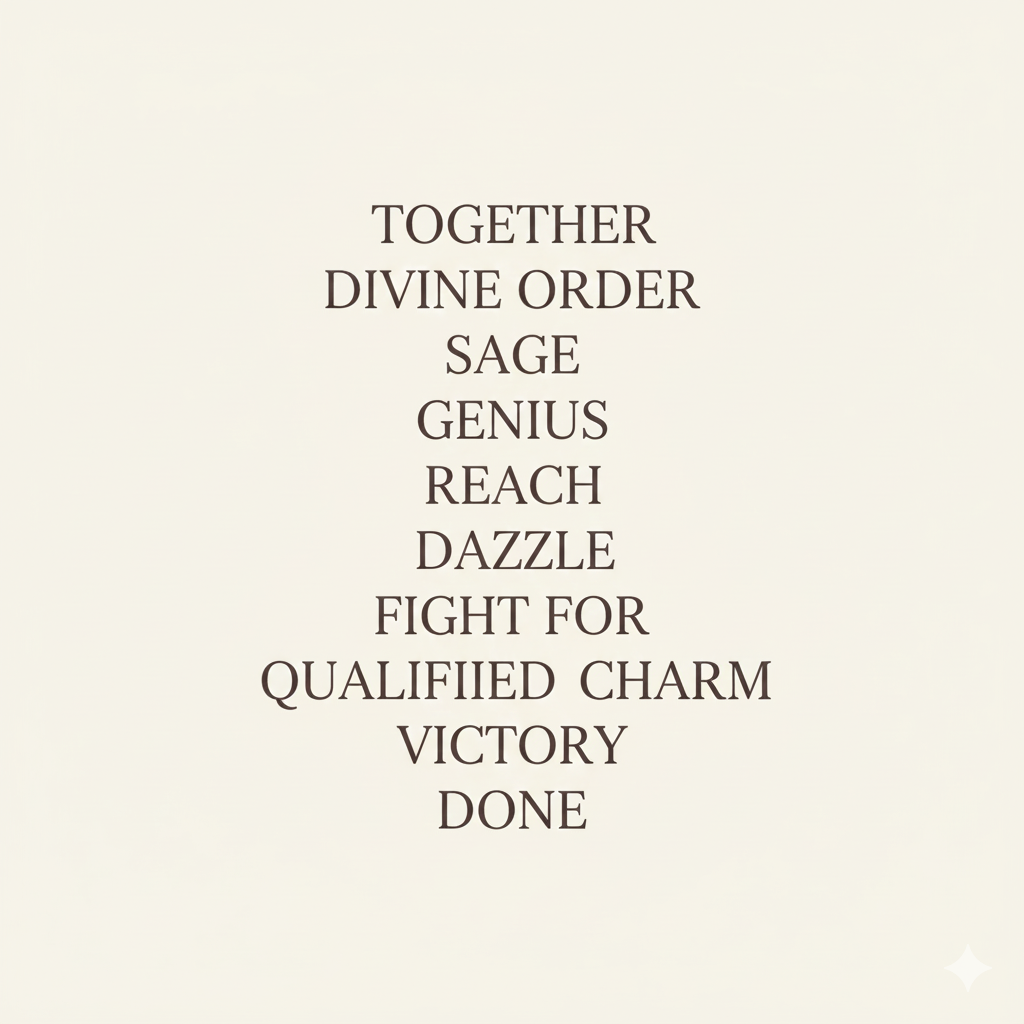 TOGETHER
DIVINE ORDER
SAGE
GENIUS
REACH
DAZZLE
FIGHT FOR
QUALIFIIED CHARM
VICTORY
DONE